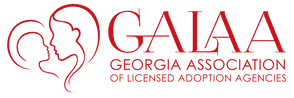 GALAA
GEORGIA ASSOCIATION
OF LICENSED ADOPTION AGENCIES